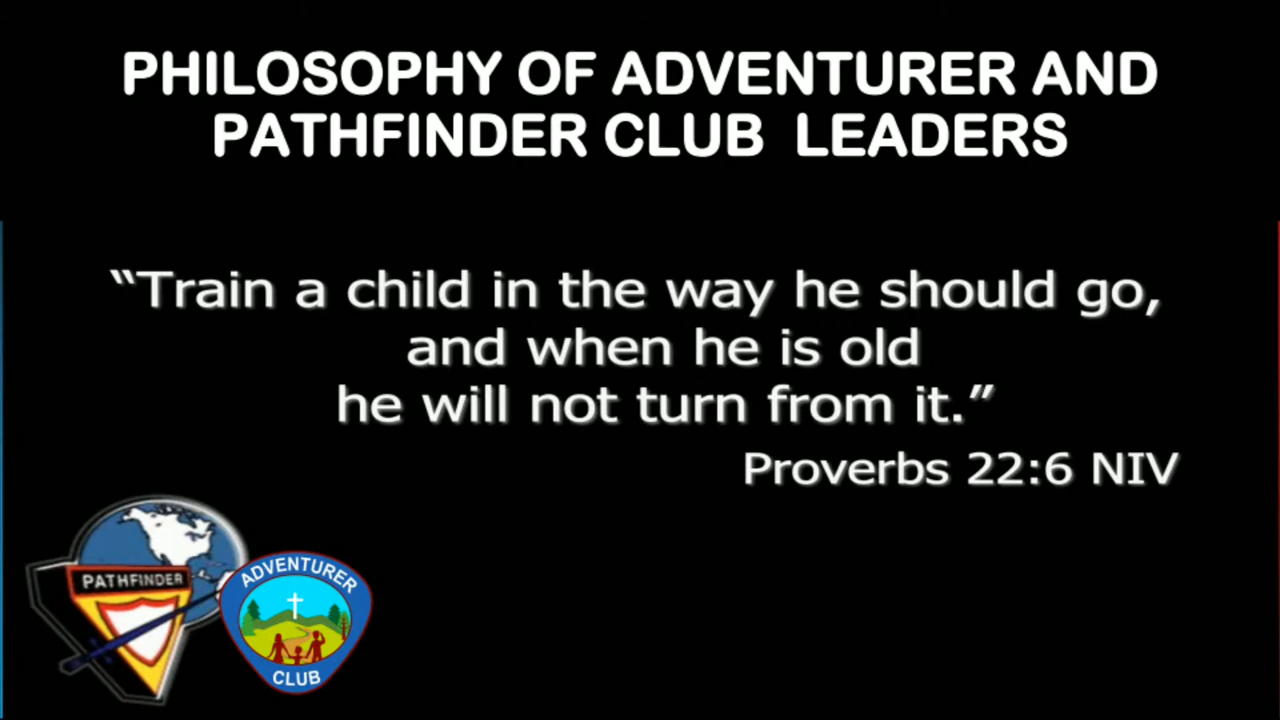 PHILOSOPHY OF ADVENTURER AND
PATHFINDER CLUB LEADERS
“Train a child in the way he should go,
and when he is old
he will not turn from it.”
Proverbs 22:6 NIV
PATHFINDER
ADVENTURER
CLUB